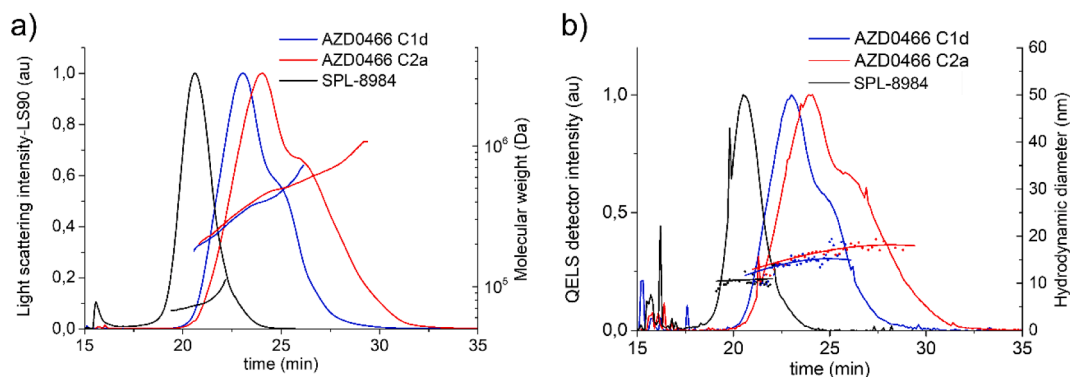 a)
AZD0466 C1d
AZD0466 C2a
SPL-8984
Light scattering intensity-LS90 (au)
1,0
0,8
0,6
0,4
0,2
0,0
15 20 25 30 35
time (min)
10⁶
10⁵
Molecular weight (Da)
b)
AZD0466 C1d
AZD0466 C2a
SPL-8984
QELS detector intensity (au)
1,0
0,5
0,0
15 20 25 30 35
time (min)
60
50
40
30
20
10
0
Hydrodynamic diameter (nm)